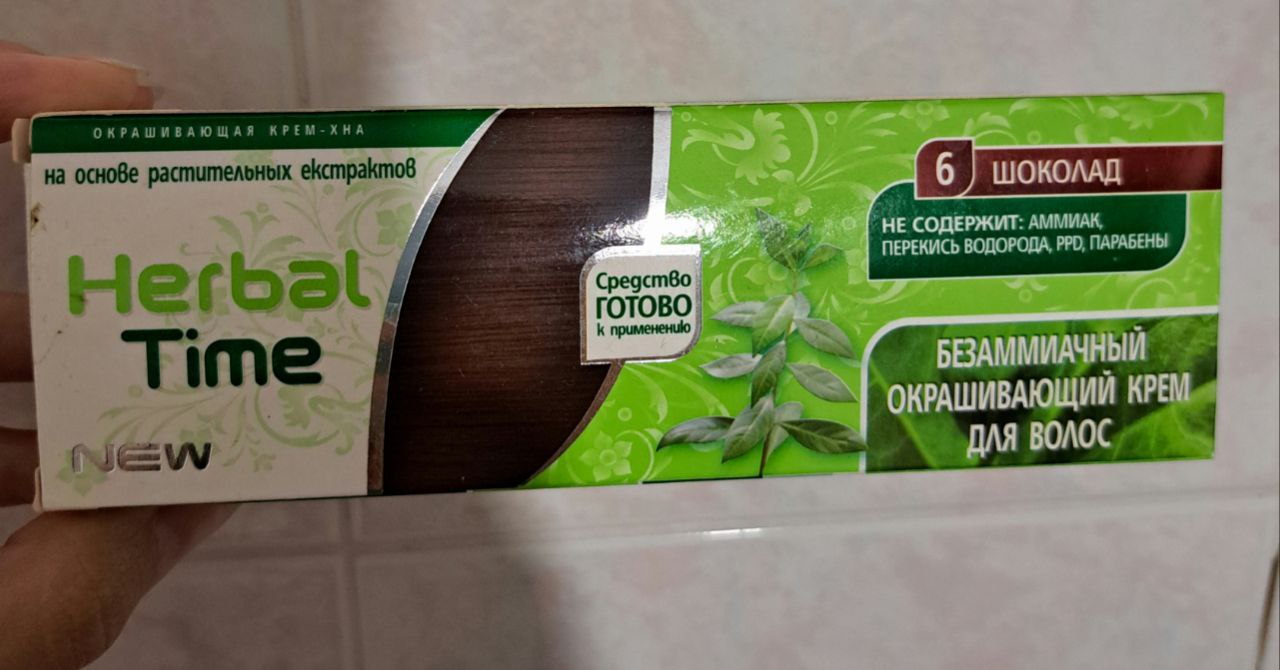 ОКРАШИВАЮЩАЯ КРЕМ-ХНА
на основе растительных екстрактов
Herbal
Time
NEW
Средство
ГОТОВО
к применению
6 ШОКОЛАД
НЕ СОДЕРЖИТ: АММИАК,
ПЕРЕКИСЬ ВОДОРОДА, PPD, ПАРАБЕНЫ
БЕЗАММИАЧНЫЙ
ОКРАШИВАЮЩИЙ КРЕМ
ДЛЯ ВОЛОС